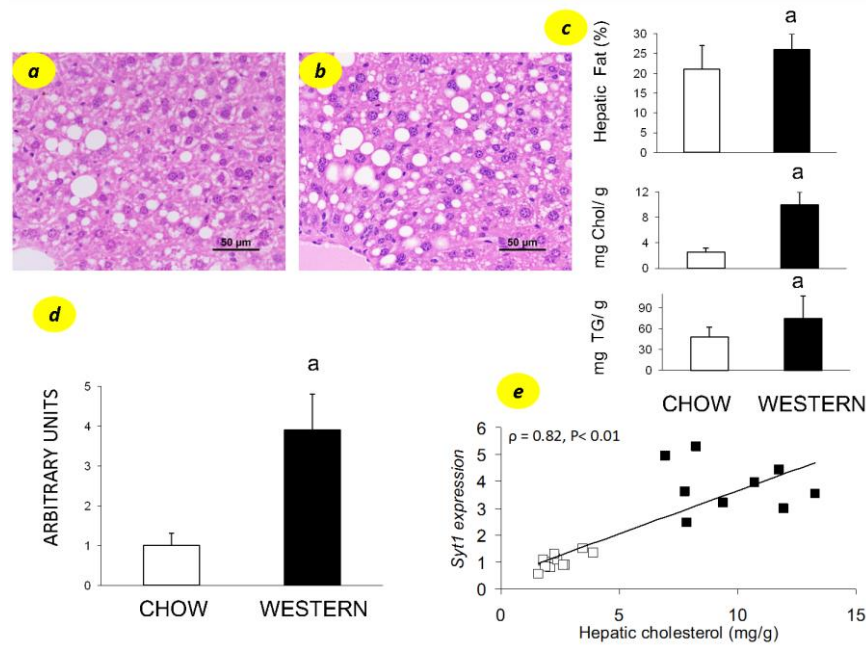 a
50 µm
b
50 µm
c
Hepatic Fat (%)
30
25
20
15
10
5
0
a
mg Chol/ g
12
8
4
0
a
mg TG/ g
90
60
30
0
a
CHOW
WESTERN
d
ARBITRARY UNITS
5
4
3
2
1
0
a
CHOW
WESTERN
e
Syt1 expression
6
5
4
3
2
1
0
ρ = 0.82, P< 0.01
0
5
10
15
Hepatic cholesterol (mg/g)